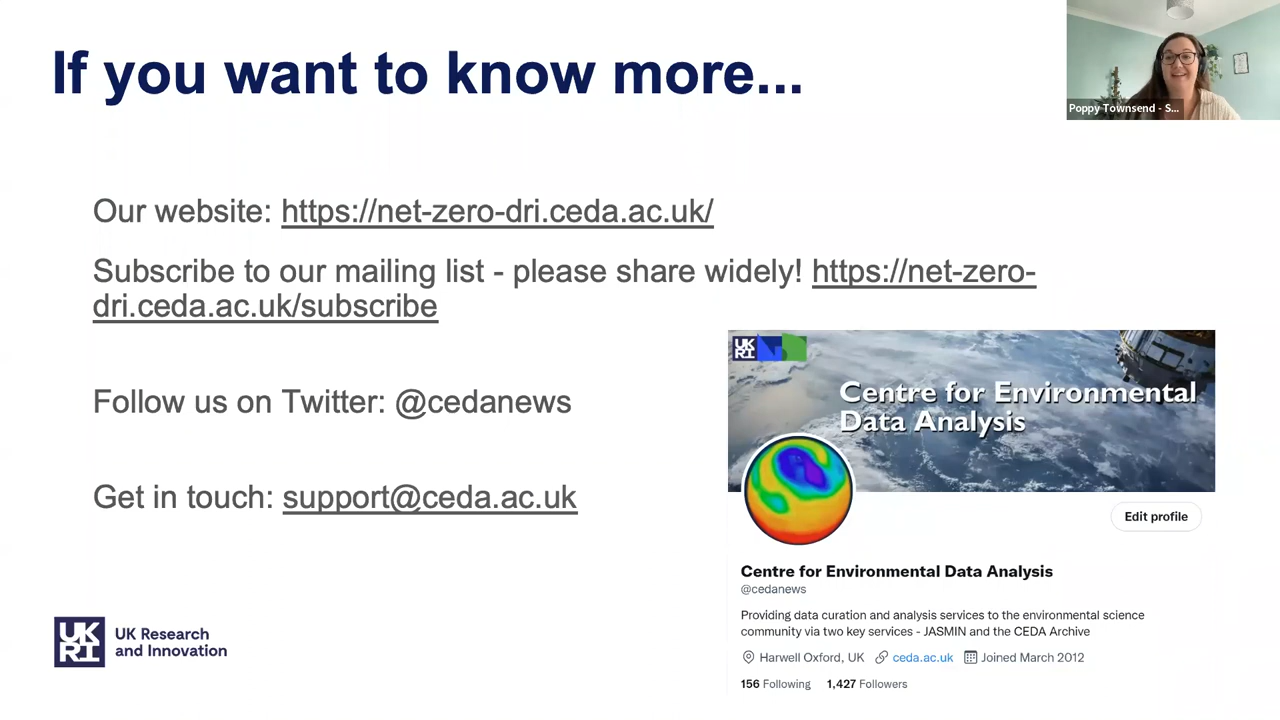 If you want to know more...
Poppy Townsend - S...
Our website: https://net-zero-dri.ceda.ac.uk/
Subscribe to our mailing list - please share widely! https://net-zero-
dri.ceda.ac.uk/subscribe
Follow us on Twitter: @cedanews
Get in touch: support@ceda.ac.uk
UK
RI
Centre for Environmental
Data Analysis
Edit profile
Centre for Environmental Data Analysis
@cedanews
Providing data curation and analysis services to the environmental science
community via two key services - JASMIN and the CEDA Archive
Harwell Oxford, UK ceda.ac.uk Joined March 2012
156 Following 1,427 Followers
UK
RI
UK Research
and Innovation